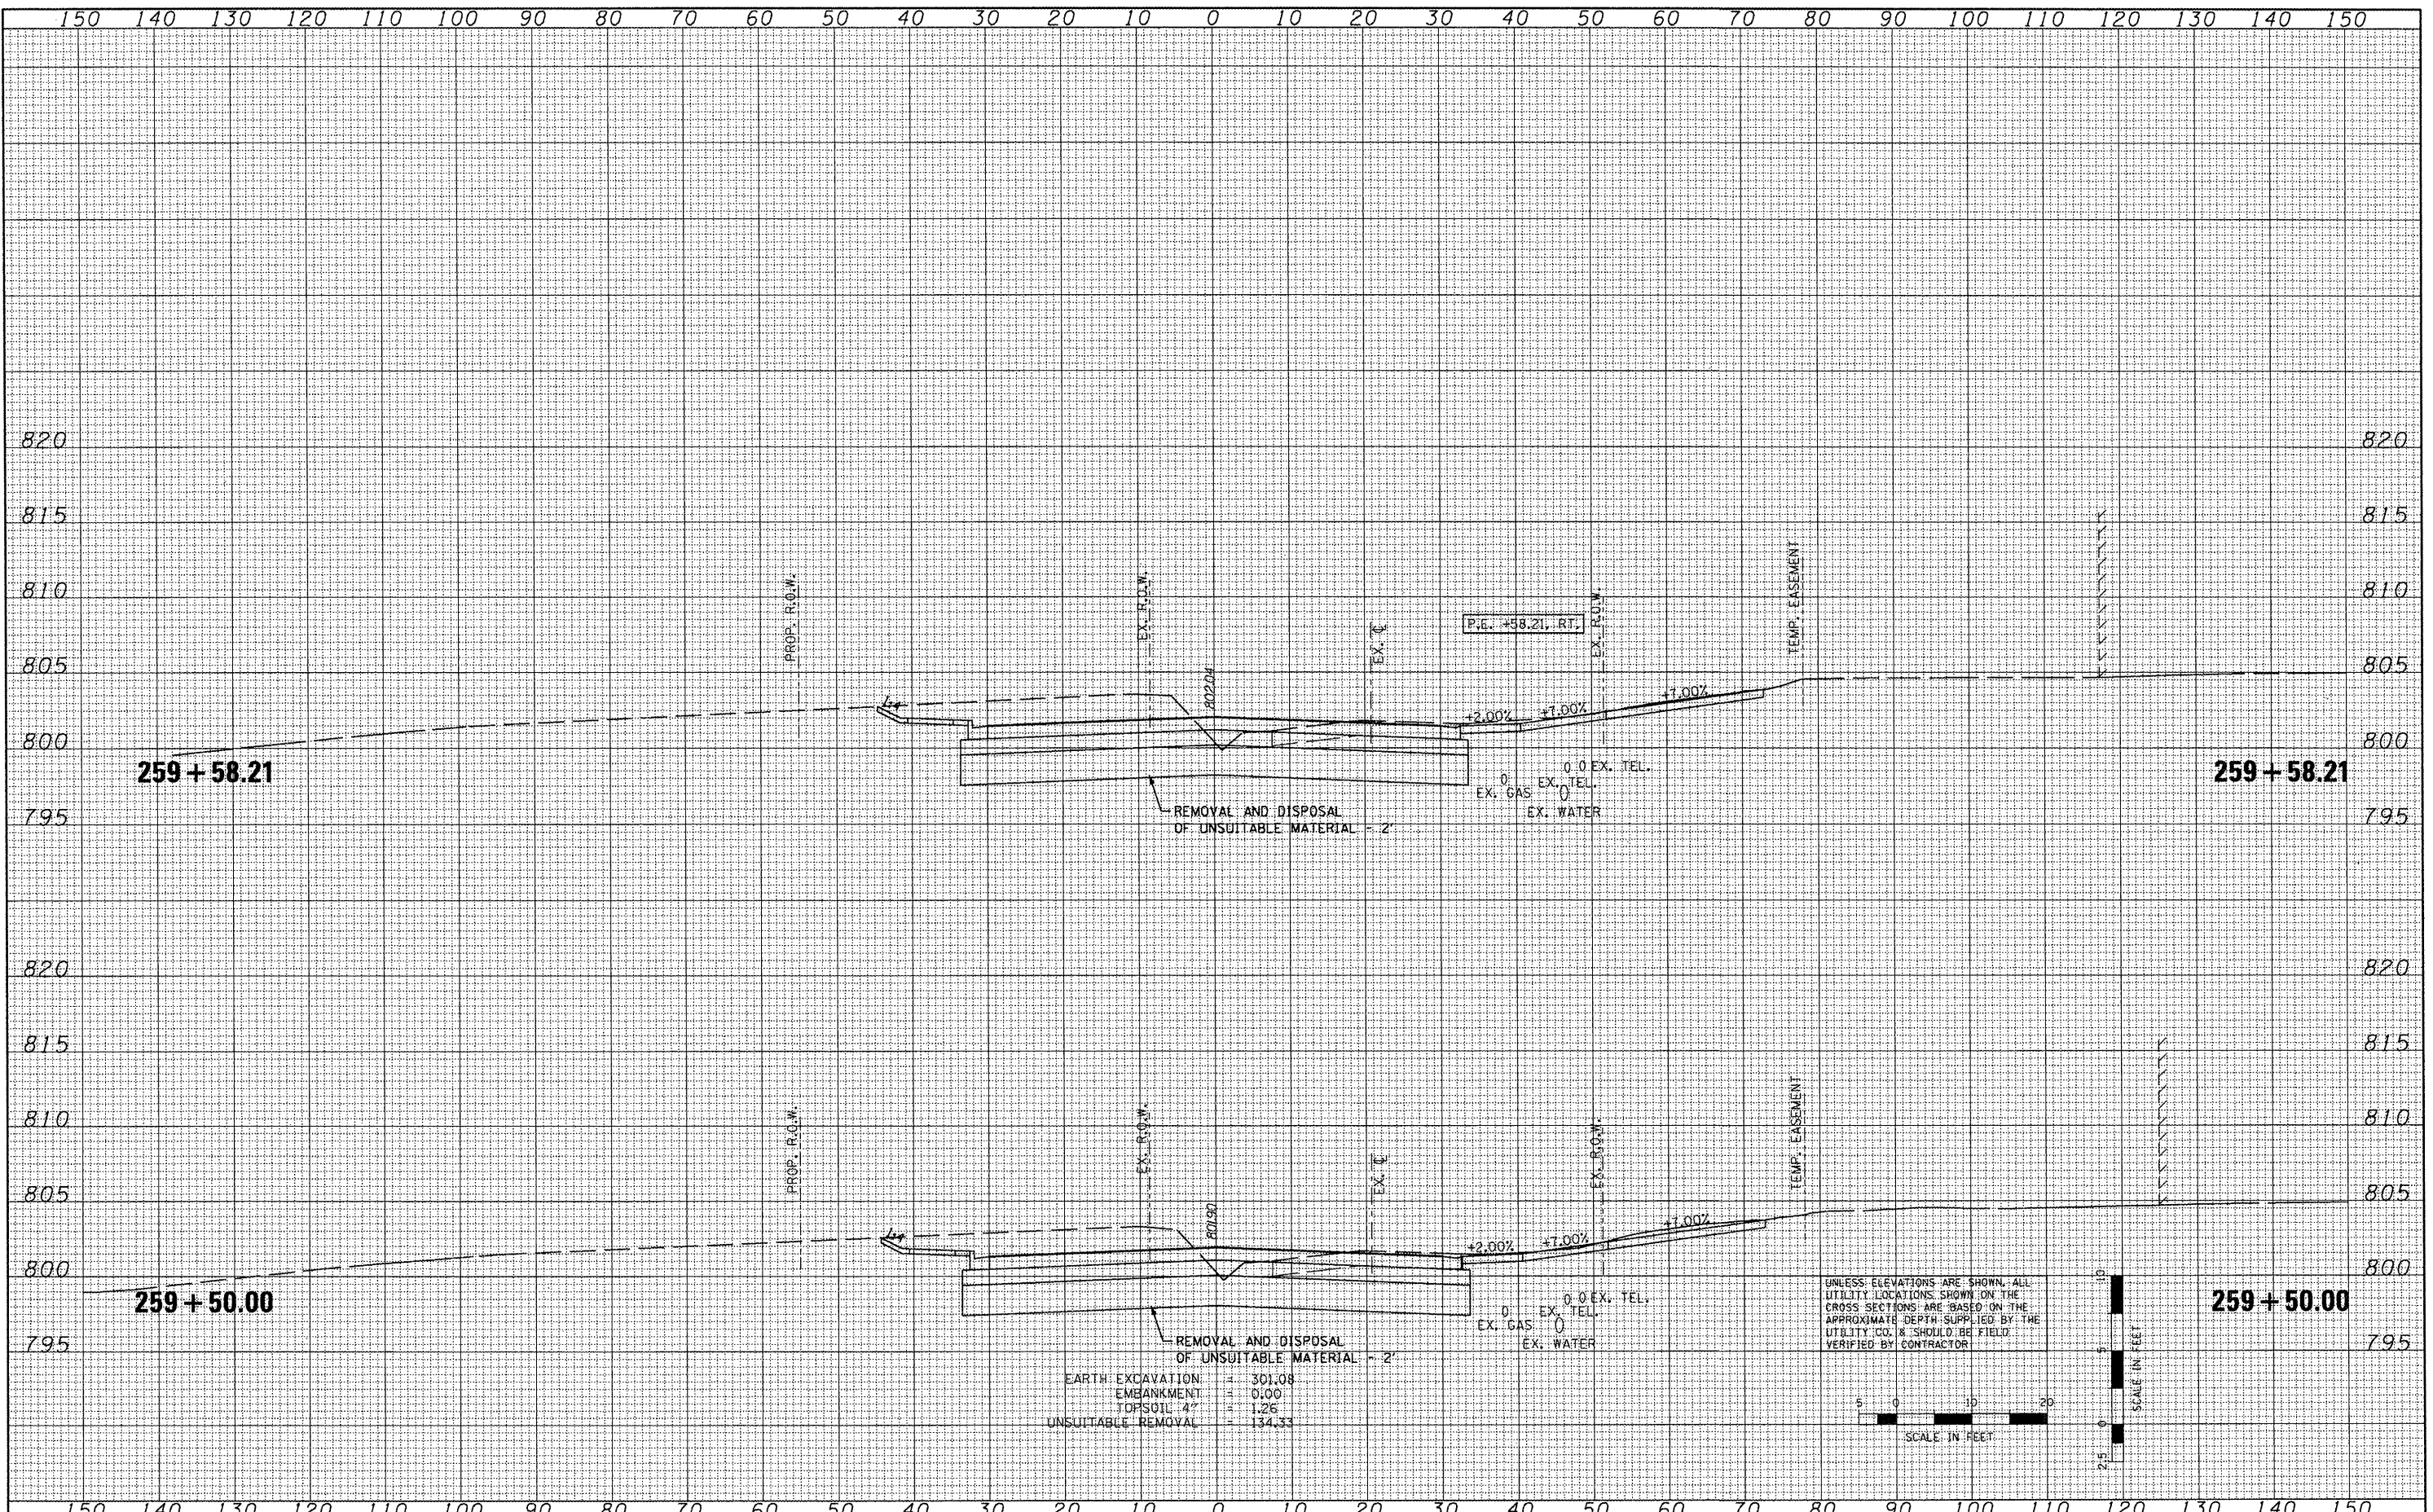 150 140 130 120 110 100 90 80 70 60 50 40 30 20 10 0 10 20 30 40 50 60 70 80 90 100 110 120 130 140 150
820 820
815 815
810 810
805 805
800 800
795 795
PROP. R.O.W.
EX. R.O.W.
802.04
EX. ℄
P.E. +58.21, RT.
EX. R.O.W.
TEMP. EASEMENT
1:4
+2.00%
+7.00%
+7.00%
259 + 58.21
259 + 58.21
EX. TEL.
EX. TEL.
EX. GAS
EX. WATER
REMOVAL AND DISPOSAL
OF UNSUITABLE MATERIAL - 2'
820 820
815 815
810 810
805 805
800 800
795 795
PROP. R.O.W.
EX. R.O.W.
801.90
EX. ℄
EX. R.O.W.
TEMP. EASEMENT
1:4
+2.00%
+7.00%
+7.00%
259 + 50.00
259 + 50.00
EX. TEL.
EX. TEL.
EX. GAS
EX. WATER
REMOVAL AND DISPOSAL
OF UNSUITABLE MATERIAL - 2'
EARTH EXCAVATION = 301.08
EMBANKMENT = 0.00
TOPSOIL 4" = 1.26
UNSUITABLE REMOVAL = 134.33
UNLESS ELEVATIONS ARE SHOWN, ALL
UTILITY LOCATIONS SHOWN ON THE
CROSS SECTIONS ARE BASED ON THE
APPROXIMATE DEPTH SUPPLIED BY THE
UTILITY CO. & SHOULD BE FIELD
VERIFIED BY CONTRACTOR
5 0 10 20
SCALE IN FEET
10
5
0
2.5
SCALE IN FEET
150 140 130 120 110 100 90 80 70 60 50 40 30 20 10 0 10 20 30 40 50 60 70 80 90 100 110 120 130 140 150